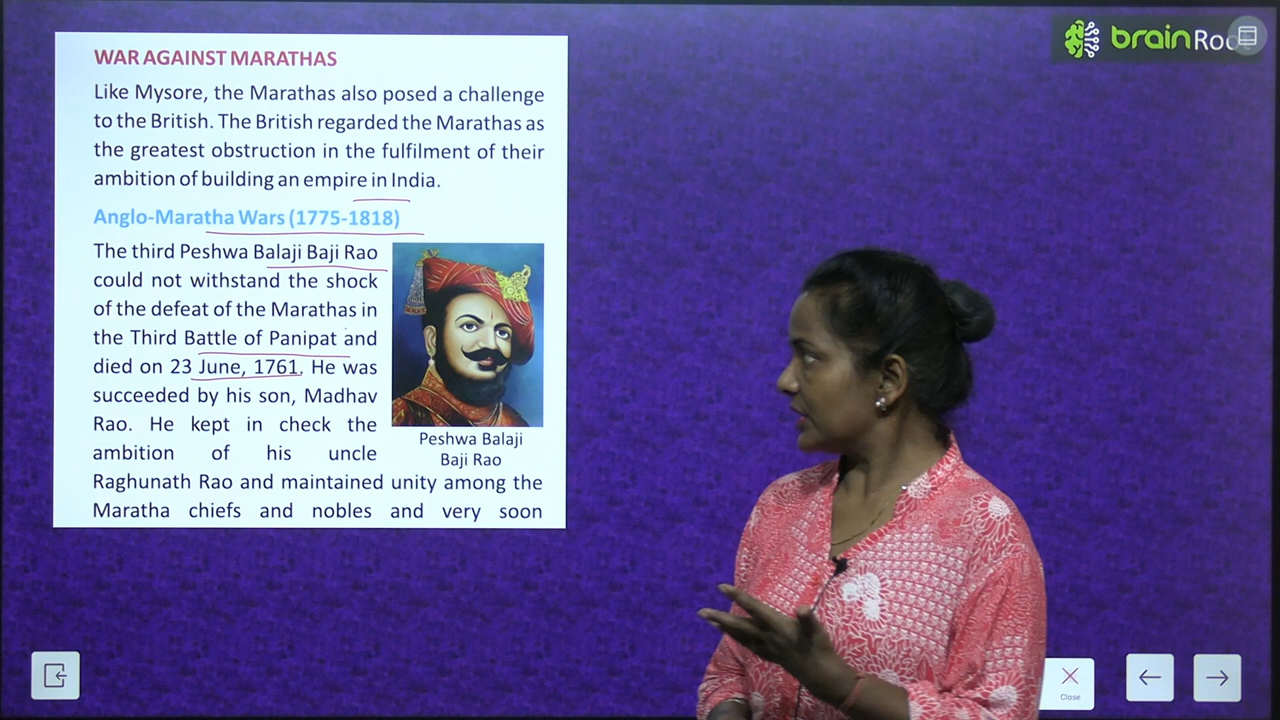 WAR AGAINST MARATHAS
Like Mysore, the Marathas also posed a challenge
to the British. The British regarded the Marathas as
the greatest obstruction in the fulfilment of their
ambition of building an empire in India.
Anglo-Maratha Wars (1775-1818)
The third Peshwa Balaji Baji Rao
could not withstand the shock
of the defeat of the Marathas in
the Third Battle of Panipat and
died on 23 June, 1761. He was
succeeded by his son, Madhav
Rao. He kept in check the
ambition of his uncle
Raghunath Rao and maintained unity among the
Maratha chiefs and nobles and very soon
Peshwa Balaji
Baji Rao
brain
Close